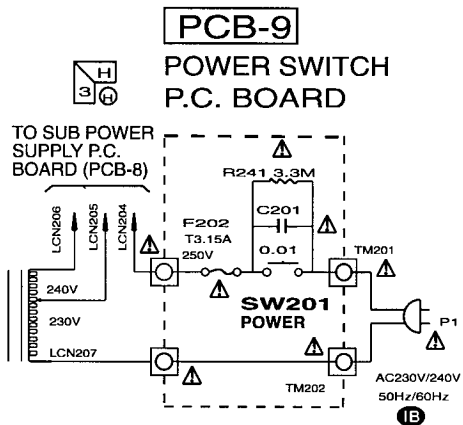 PCB-9
POWER SWITCH
P.C. BOARD
H
3 H
TO SUB POWER
SUPPLY P.C.
BOARD (PCB-8)
LCN206
LCN205
LCN204
R241 3.3M
C201
0.01
F202
T3.15A
250V
SW201
POWER
TM201
240V
230V
LCN207
TM202
P1
AC230V/240V
50Hz/60Hz
IB